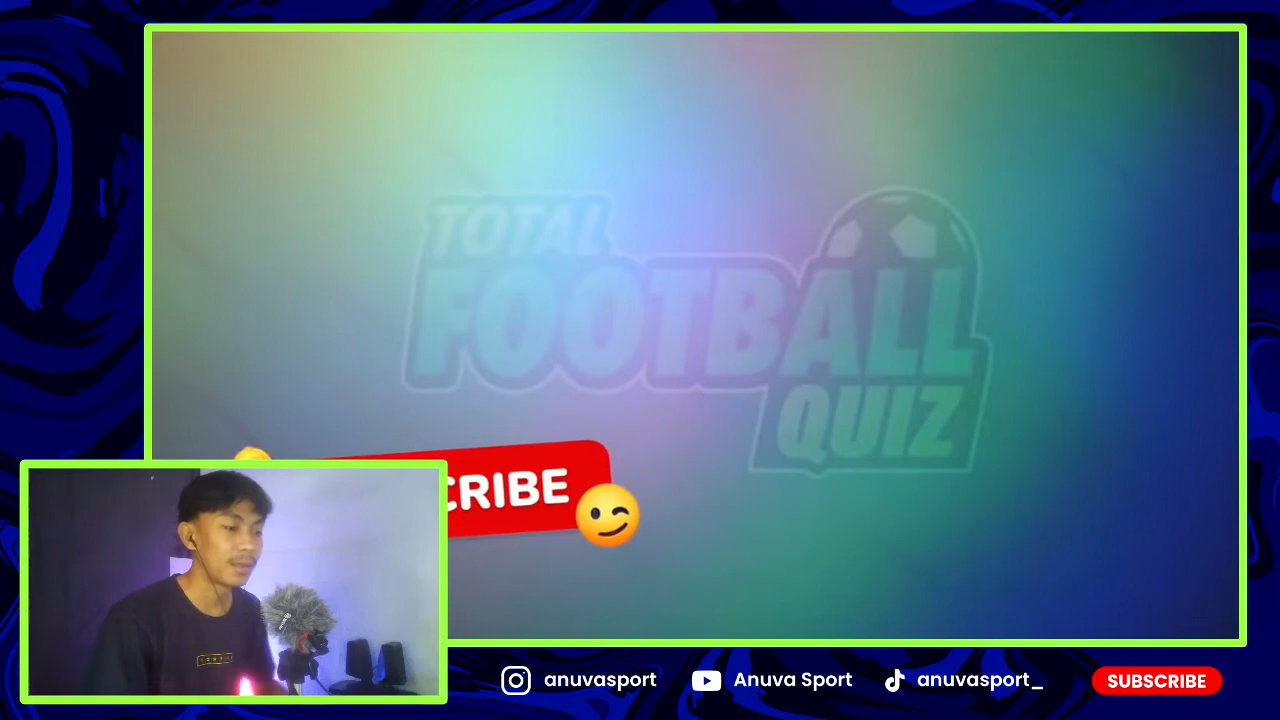 TOTAL
FOOTBALL
QUIZ
CRIBE
anuvasport
Anuva Sport
anuvasport_
SUBSCRIBE